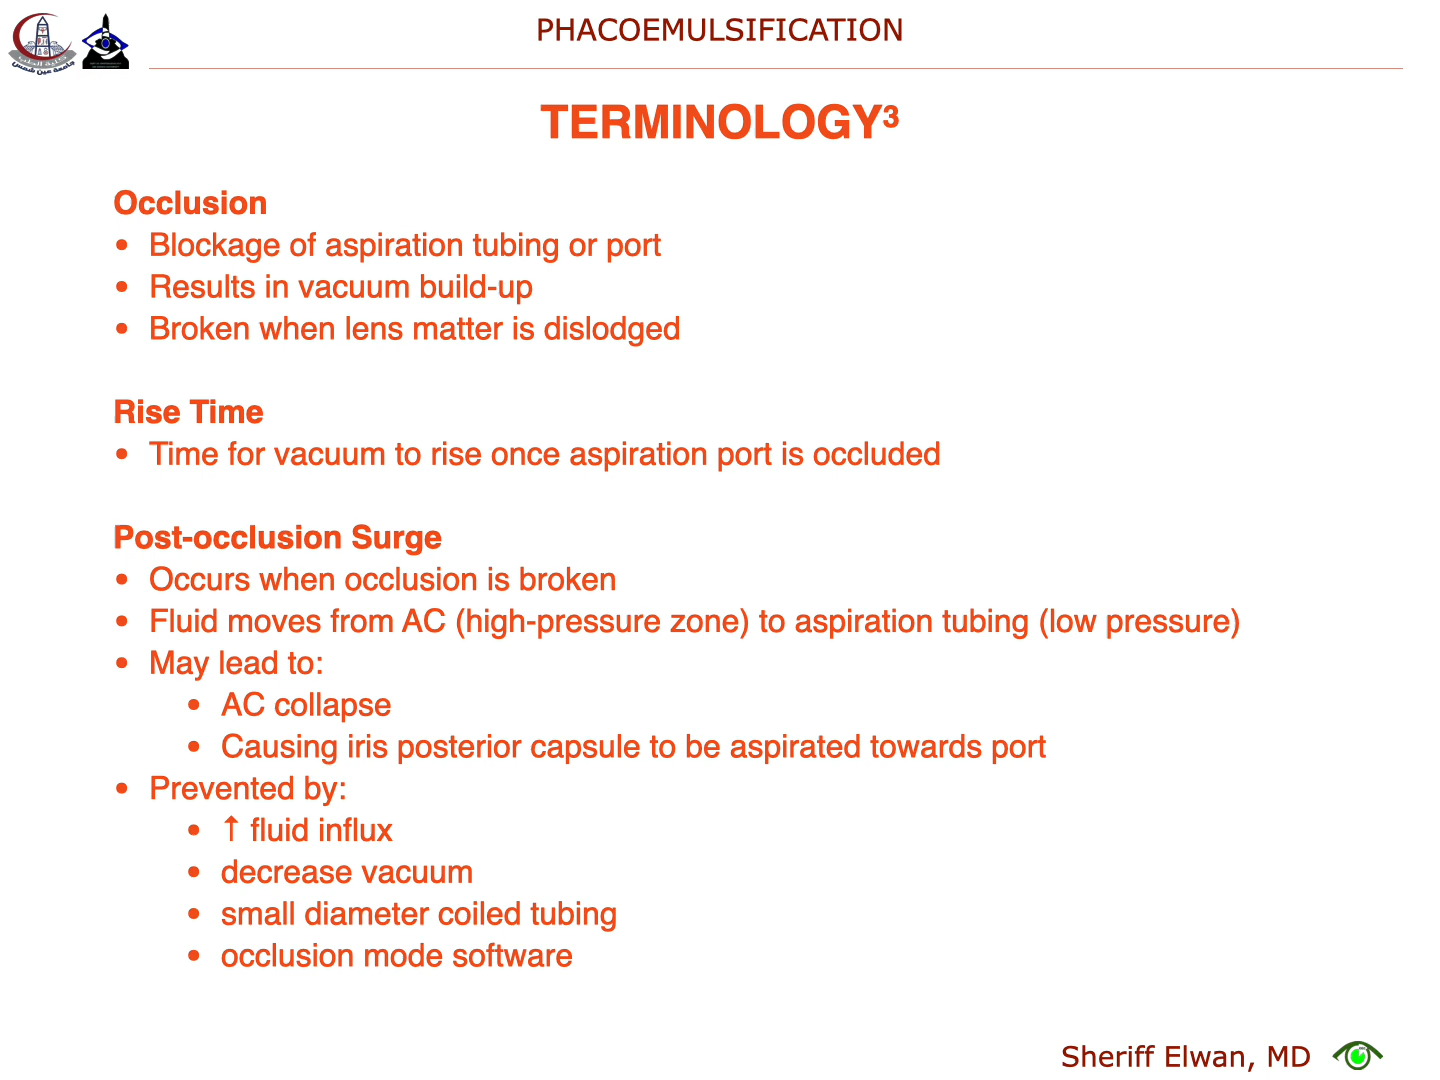 PHACOEMULSIFICATION
TERMINOLOGY³
Occlusion
• Blockage of aspiration tubing or port
• Results in vacuum build-up
• Broken when lens matter is dislodged
Rise Time
• Time for vacuum to rise once aspiration port is occluded
Post-occlusion Surge
• Occurs when occlusion is broken
• Fluid moves from AC (high-pressure zone) to aspiration tubing (low pressure)
• May lead to:
• AC collapse
• Causing iris posterior capsule to be aspirated towards port
• Prevented by:
• ↑ fluid influx
• decrease vacuum
• small diameter coiled tubing
• occlusion mode software
Sheriff Elwan, MD